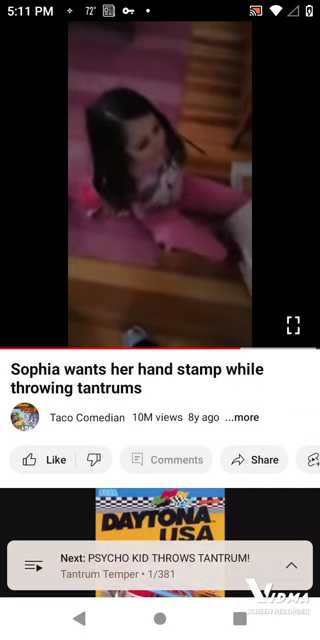 5:11 PM
72°
Sophia wants her hand stamp while
throwing tantrums
Taco Comedian 10M views 8y ago ...more
Like
Comments
Share
SEGA
DAYTONA
USA
Next: PSYCHO KID THROWS TANTRUM!
Tantrum Temper • 1/381
VIDMA
SCREEN RECORDER